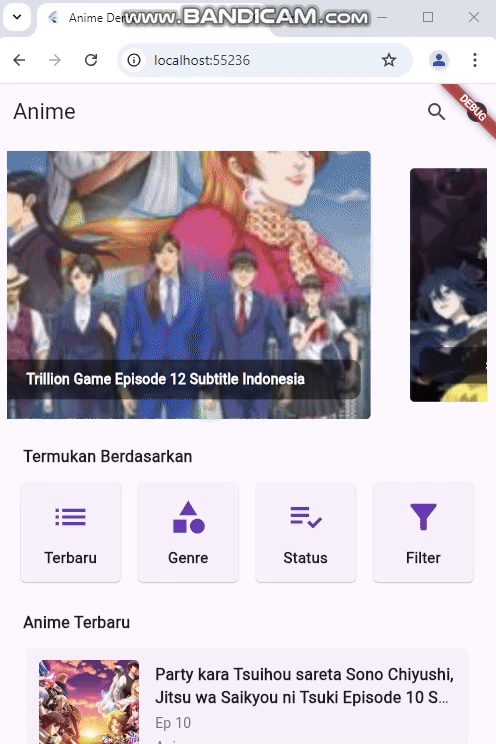 Anime De
www.BANDICAM.com
localhost:55236
Anime
DEBUG
Trillion Game Episode 12 Subtitle Indonesia
Termukan Berdasarkan
Terbaru
Genre
Status
Filter
Anime Terbaru
Party kara Tsuihou sareta Sono Chiyushi,
Jitsu wa Saikyou ni Tsuki Episode 10 S...
Ep 10